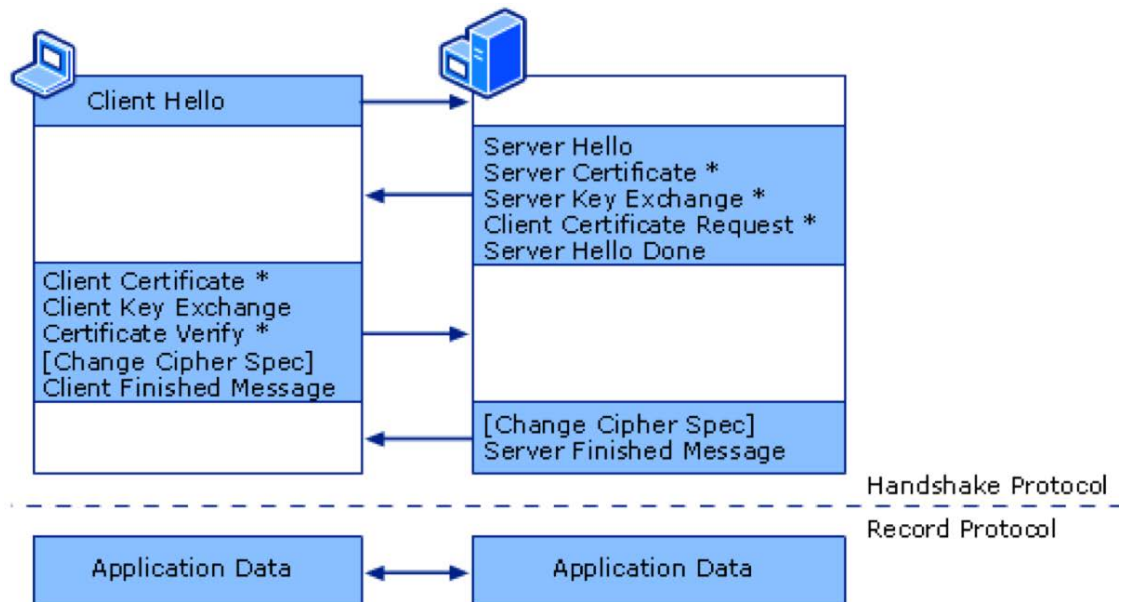 Client Hello
Server Hello
Server Certificate *
Server Key Exchange *
Client Certificate Request *
Server Hello Done
Client Certificate *
Client Key Exchange
Certificate Verify *
[Change Cipher Spec]
Client Finished Message
[Change Cipher Spec]
Server Finished Message
Handshake Protocol
Record Protocol
Application Data
Application Data